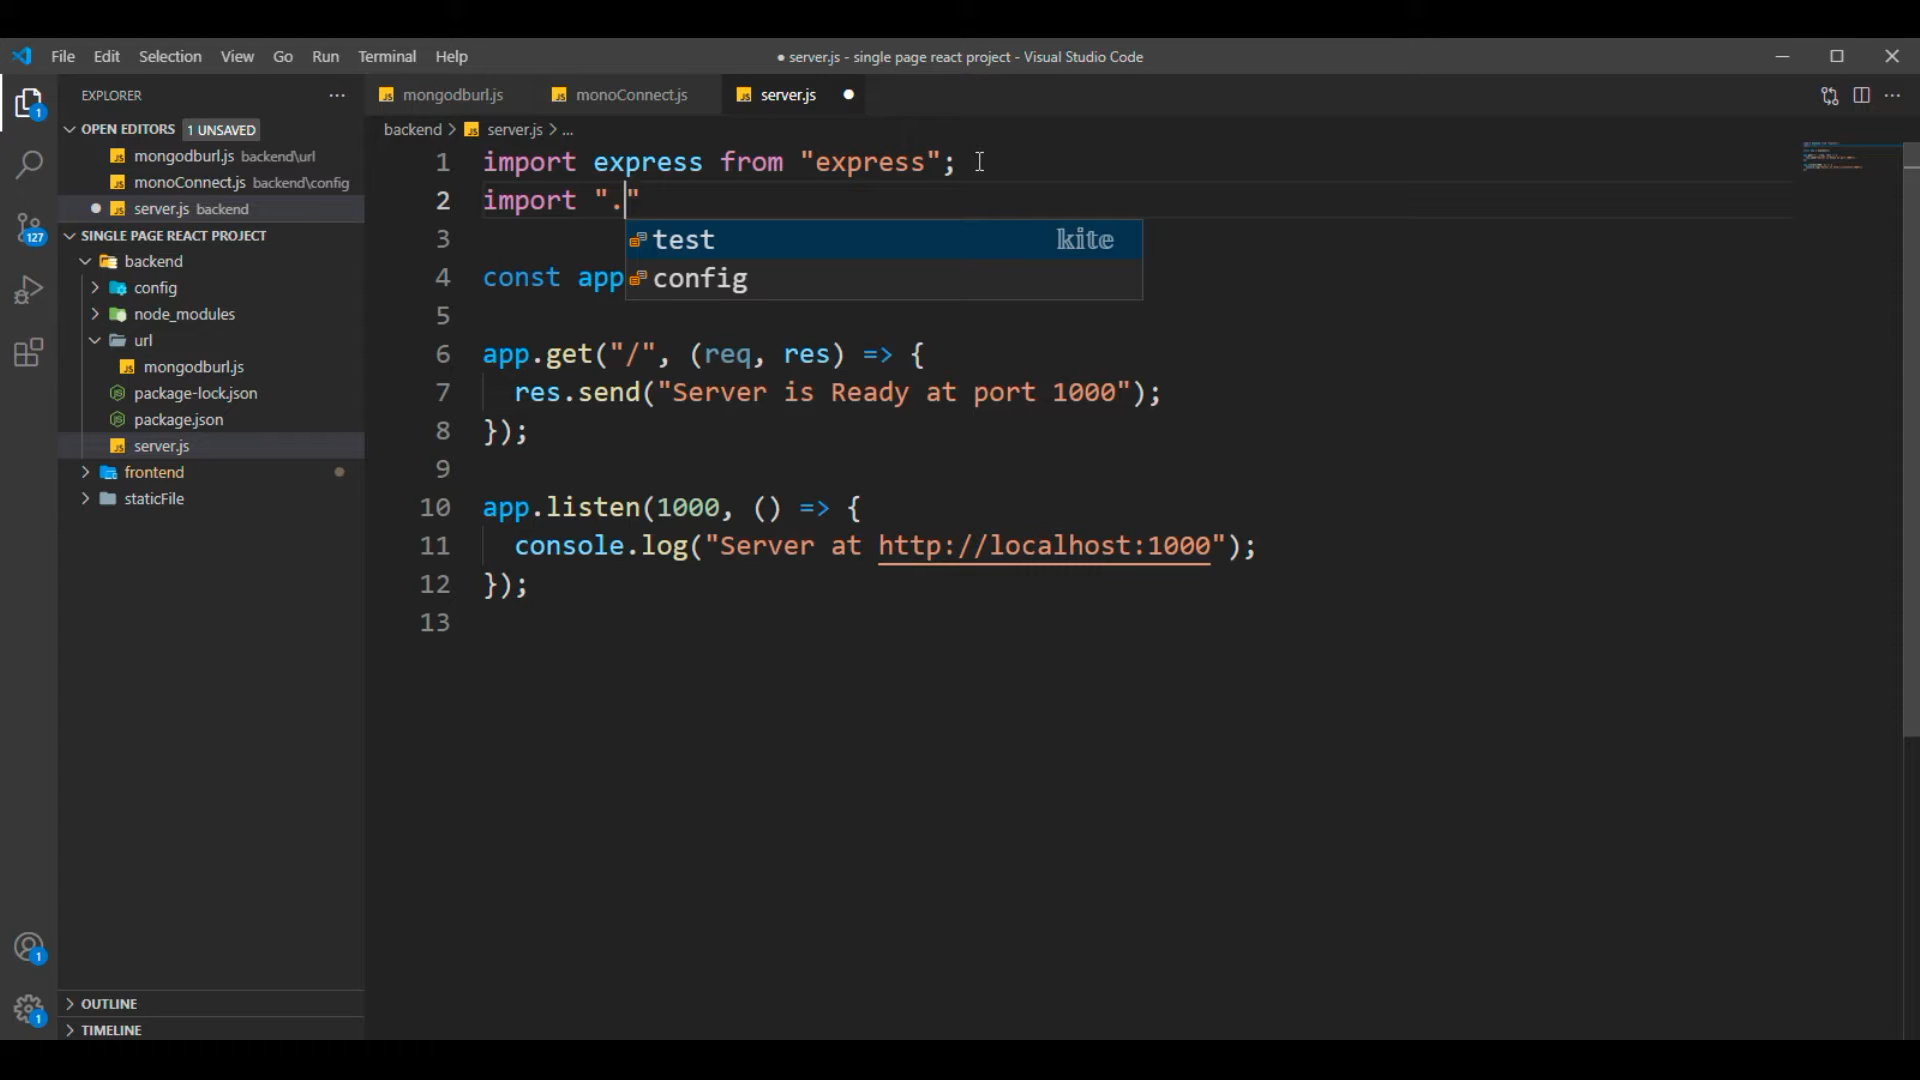 File Edit Selection View Go Run Terminal Help
● server.js - single page react project - Visual Studio Code
1
127
1
1
EXPLORER
OPEN EDITORS 1 UNSAVED
mongodburl.js backend\url
monoConnect.js backend\config
server.js backend
SINGLE PAGE REACT PROJECT
backend
config
node_modules
url
mongodburl.js
package-lock.json
package.json
server.js
frontend
staticFile
OUTLINE
TIMELINE
mongodburl.js monoConnect.js server.js
backend > server.js > ...
1 import express from "express";
2 import "."
test kite
config
3
4 const app
5
6 app.get("/", (req, res) => {
7 res.send("Server is Ready at port 1000");
8 });
9
10 app.listen(1000, () => {
11 console.log("Server at http://localhost:1000");
12 });
13